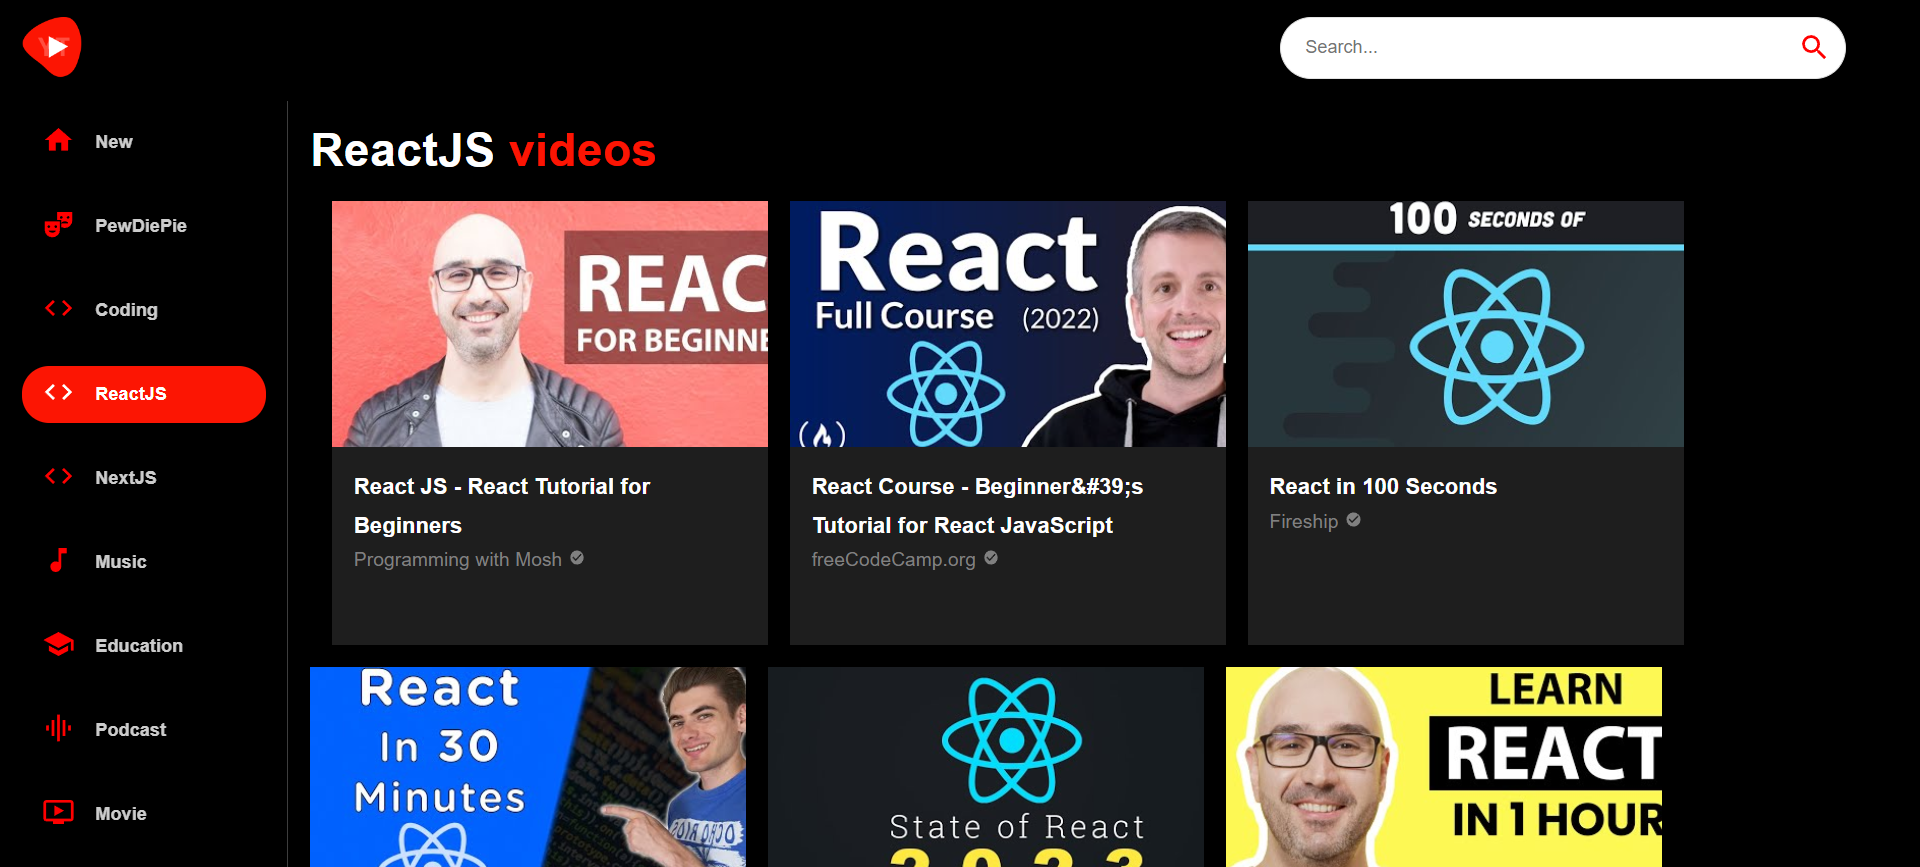 YT
Search...
New
PewDiePie
Coding
ReactJS
NextJS
Music
Education
Podcast
Movie
ReactJS videos
REAC
FOR BEGINNE
React JS - React Tutorial for
Beginners
Programming with Mosh
React
Full Course (2022)
React Course - Beginner&#39;s
Tutorial for React JavaScript
freeCodeCamp.org
100 SECONDS OF
React in 100 Seconds
Fireship
React
In 30
Minutes
State of React
2023
LEARN
REACT
IN 1 HOUR